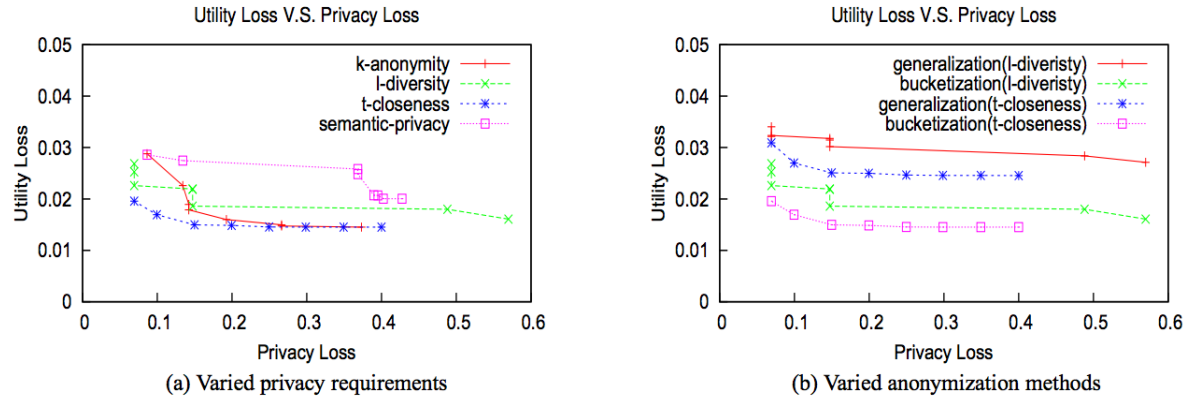 Utility Loss V.S. Privacy Loss
0.05
0.04
0.03
0.02
0.01
0
Utility Loss
k-anonymity
l-diversity
t-closeness
semantic-privacy
0 0.1 0.2 0.3 0.4 0.5 0.6
Privacy Loss
(a) Varied privacy requirements
Utility Loss V.S. Privacy Loss
0.05
0.04
0.03
0.02
0.01
0
Utility Loss
generalization(l-diveristy)
bucketization(l-diveristy)
generalization(t-closeness)
bucketization(t-closeness)
0 0.1 0.2 0.3 0.4 0.5 0.6
Privacy Loss
(b) Varied anonymization methods